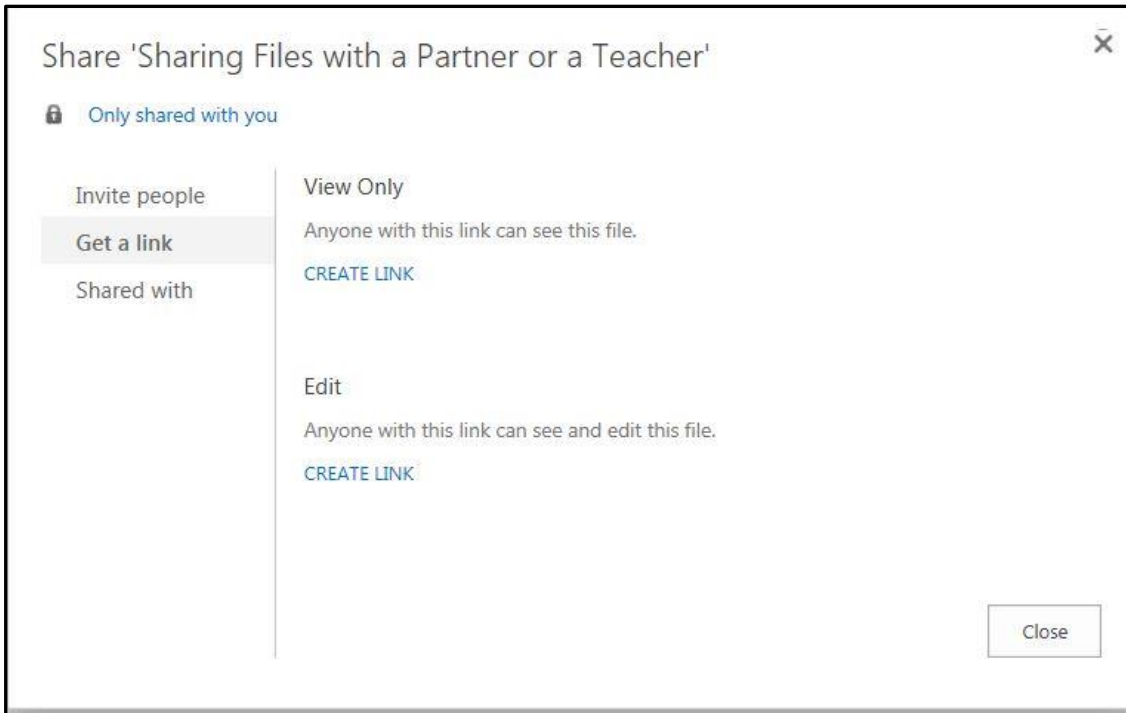 Share 'Sharing Files with a Partner or a Teacher'
Only shared with you
Invite people
Get a link
Shared with
View Only
Anyone with this link can see this file.
CREATE LINK
Edit
Anyone with this link can see and edit this file.
CREATE LINK
Close